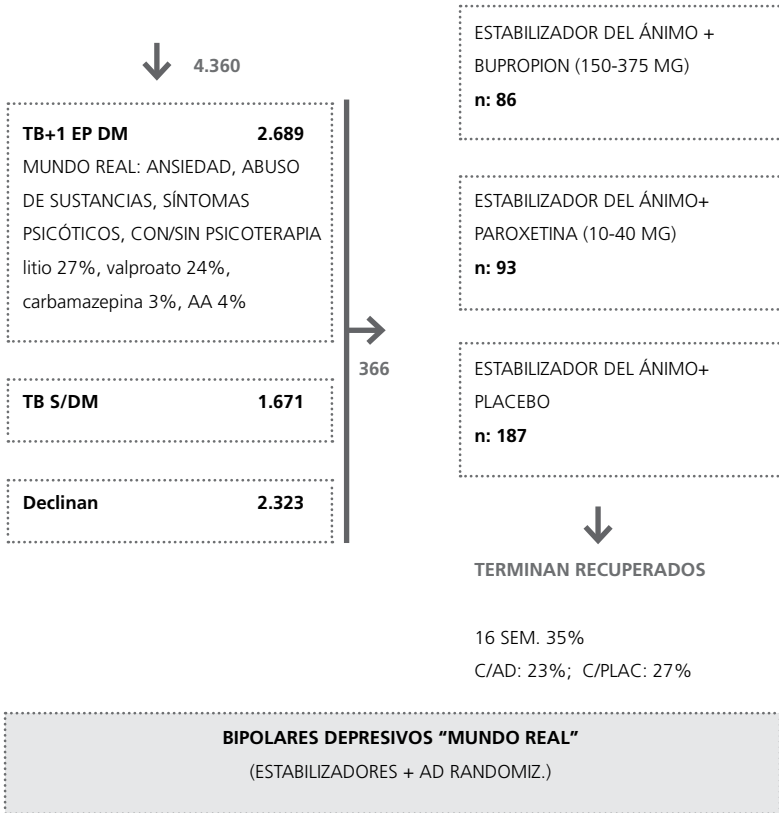 4.360
TB+1 EP DM 2.689
MUNDO REAL: ANSIEDAD, ABUSO
DE SUSTANCIAS, SÍNTOMAS
PSICÓTICOS, CON/SIN PSICOTERAPIA
litio 27%, valproato 24%,
carbamazepina 3%, AA 4%
TB S/DM 1.671
Declinan 2.323
366
ESTABILIZADOR DEL ÁNIMO +
BUPROPION (150-375 MG)
n: 86
ESTABILIZADOR DEL ÁNIMO+
PAROXETINA (10-40 MG)
n: 93
ESTABILIZADOR DEL ÁNIMO+
PLACEBO
n: 187
TERMINAN RECUPERADOS
16 SEM. 35%
C/AD: 23%; C/PLAC: 27%
BIPOLARES DEPRESIVOS “MUNDO REAL”
(ESTABILIZADORES + AD RANDOMIZ.)